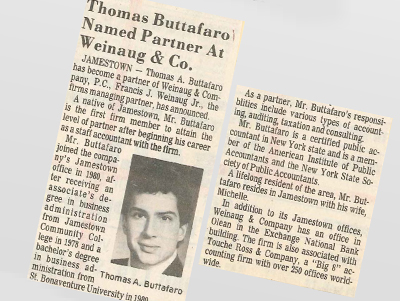 Thomas Buttafaro
Named Partner At
Weinaug & Co.
JAMESTOWN — Thomas A. Buttafaro
has become a partner of Weinaug & Com-
pany, P.C., Francis J. Weinaug Jr., the
firms managing partner, has announced.
A native of Jamestown, Mr. Buttafaro
is the first firm member to attain the
level of partner after beginning his career
as a staff accountant with the firm.
Mr. Buttafaro
joined the com-
pany's Jamestown
office in 1980, af-
ter receiving an
associate's de-
gree in business
administration
from Jamestown
Community Col-
lege in 1978 and a
bachelor's degree
in business ad-
ministration from
St. Bonaventure University in 1980.
Thomas A. Buttafaro
As a partner, Mr. Buttafaro's responsi-
bilities include various types of account-
ing, auditing, taxation and consulting.
Mr. Buttafaro is a certified public ac-
countant in New York state and is a mem-
ber of the American Institute of Public
Accountants and the New York State So-
ciety of Public Accountants.
A lifelong resident of the area, Mr. But-
tafaro resides in Jamestown with his wife,
Michelle.
In addition to its Jamestown offices,
Weinaug & Company has an office in
Olean in the Exchange National Bank
building. The firm is also associated with
Touche Ross & Company, a "Big 8" ac-
counting firm with over 250 offices world-
wide.